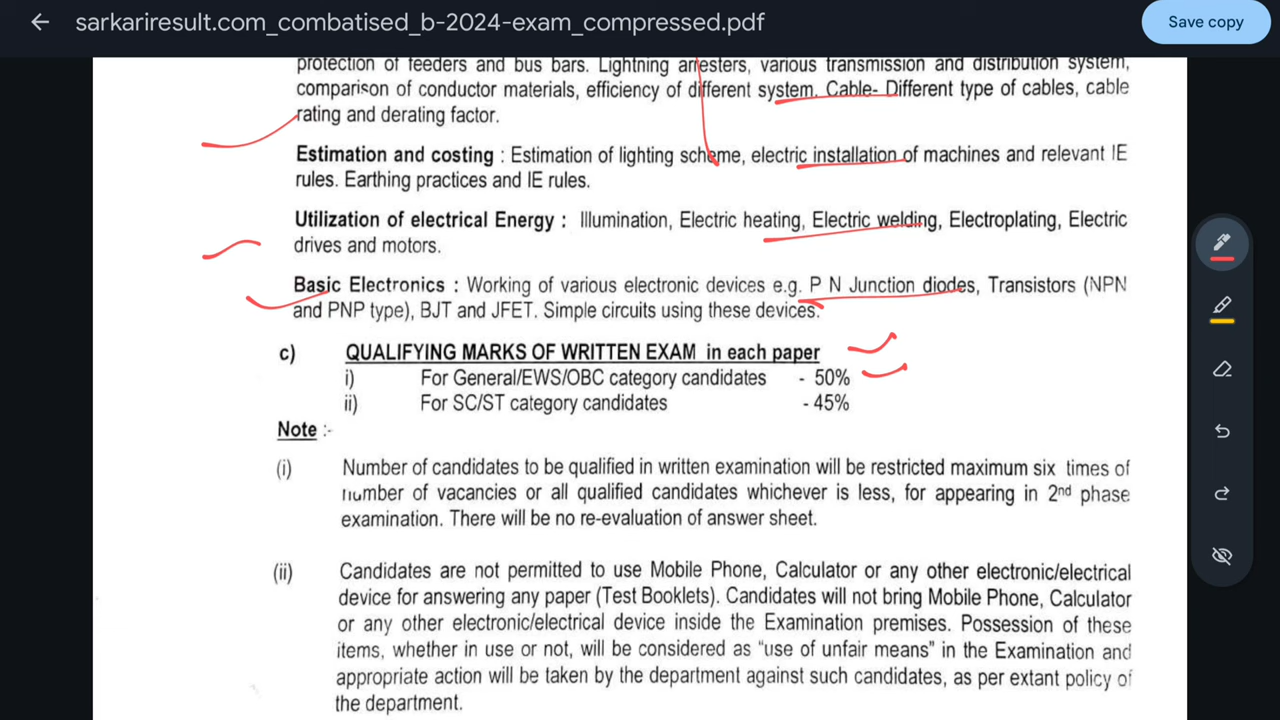 sarkariresult.com_combatised_b-2024-exam_compressed.pdf
Save copy
protection of feeders and bus bars. Lightning arresters, various transmission and distribution system,
comparison of conductor materials, efficiency of different system. Cable- Different type of cables, cable
rating and derating factor.
Estimation and costing : Estimation of lighting scheme, electric installation of machines and relevant IE
rules. Earthing practices and IE rules.
Utilization of electrical Energy : Illumination, Electric heating, Electric welding, Electroplating, Electric
drives and motors.
Basic Electronics : Working of various electronic devices e.g. P N Junction diodes, Transistors (NPN
and PNP type), BJT and JFET. Simple circuits using these devices.
c) QUALIFYING MARKS OF WRITTEN EXAM in each paper
i) For General/EWS/OBC category candidates - 50%
ii) For SC/ST category candidates - 45%
Note :-
(i) Number of candidates to be qualified in written examination will be restricted maximum six times of
number of vacancies or all qualified candidates whichever is less, for appearing in 2nd phase
examination. There will be no re-evaluation of answer sheet.
(ii) Candidates are not permitted to use Mobile Phone, Calculator or any other electronic/electrical
device for answering any paper (Test Booklets). Candidates will not bring Mobile Phone, Calculator
or any other electronic/electrical device inside the Examination premises. Possession of these
items, whether in use or not, will be considered as “use of unfair means” in the Examination and
appropriate action will be taken by the department against such candidates, as per extant policy of
the department.